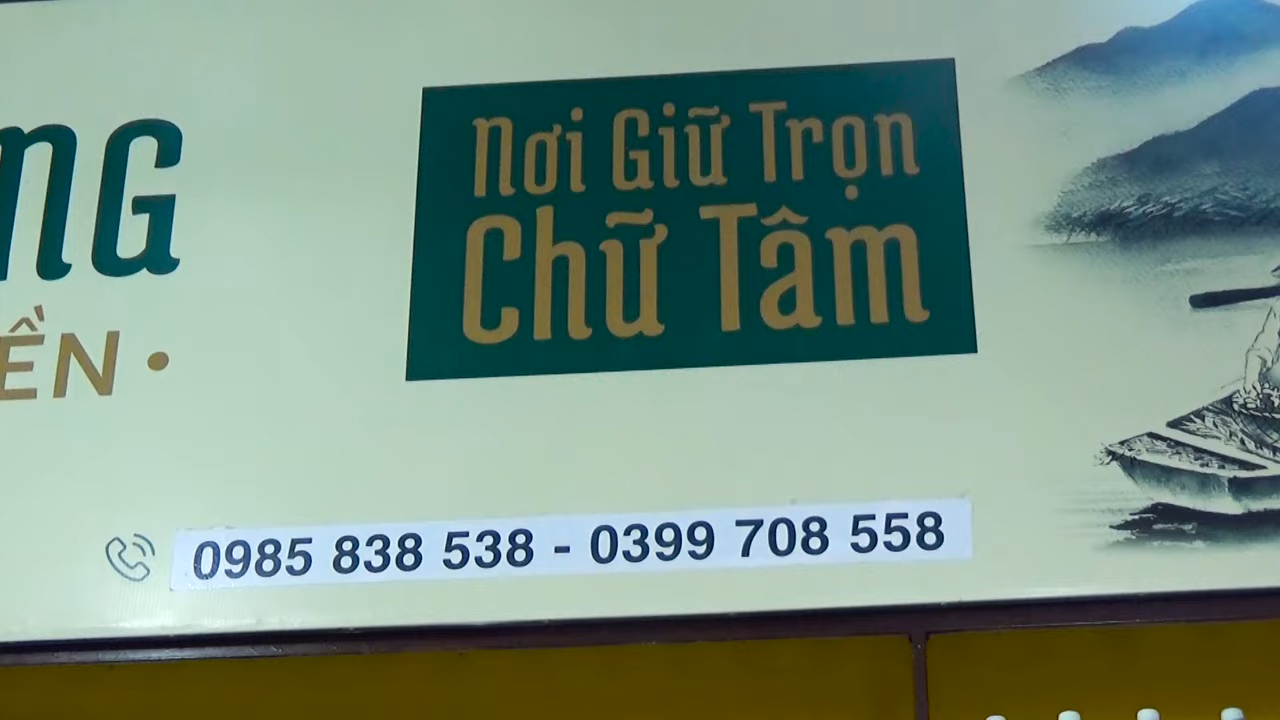 NG
ỀN •
Nơi Giữ Trọn
Chữ Tâm
0985 838 538 - 0399 708 558